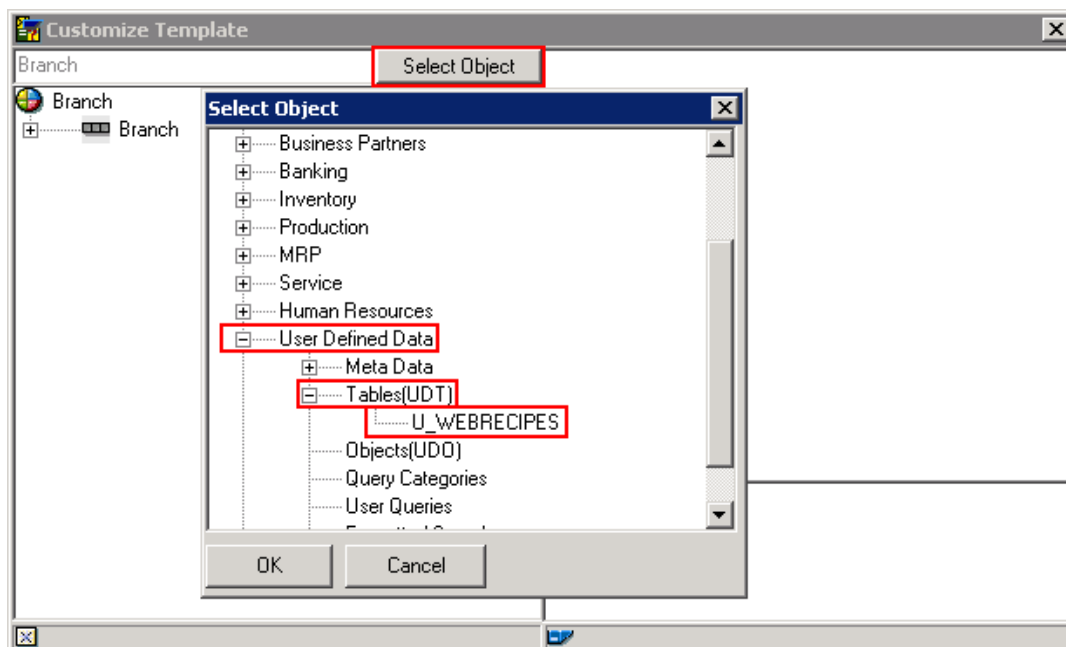 Customize Template
Branch
Select Object
Branch
Branch
Select Object
Business Partners
Banking
Inventory
Production
MRP
Service
Human Resources
User Defined Data
Meta Data
Tables(UDT)
U_WEBRECIPES
Objects(UDO)
Query Categories
User Queries
OK
Cancel